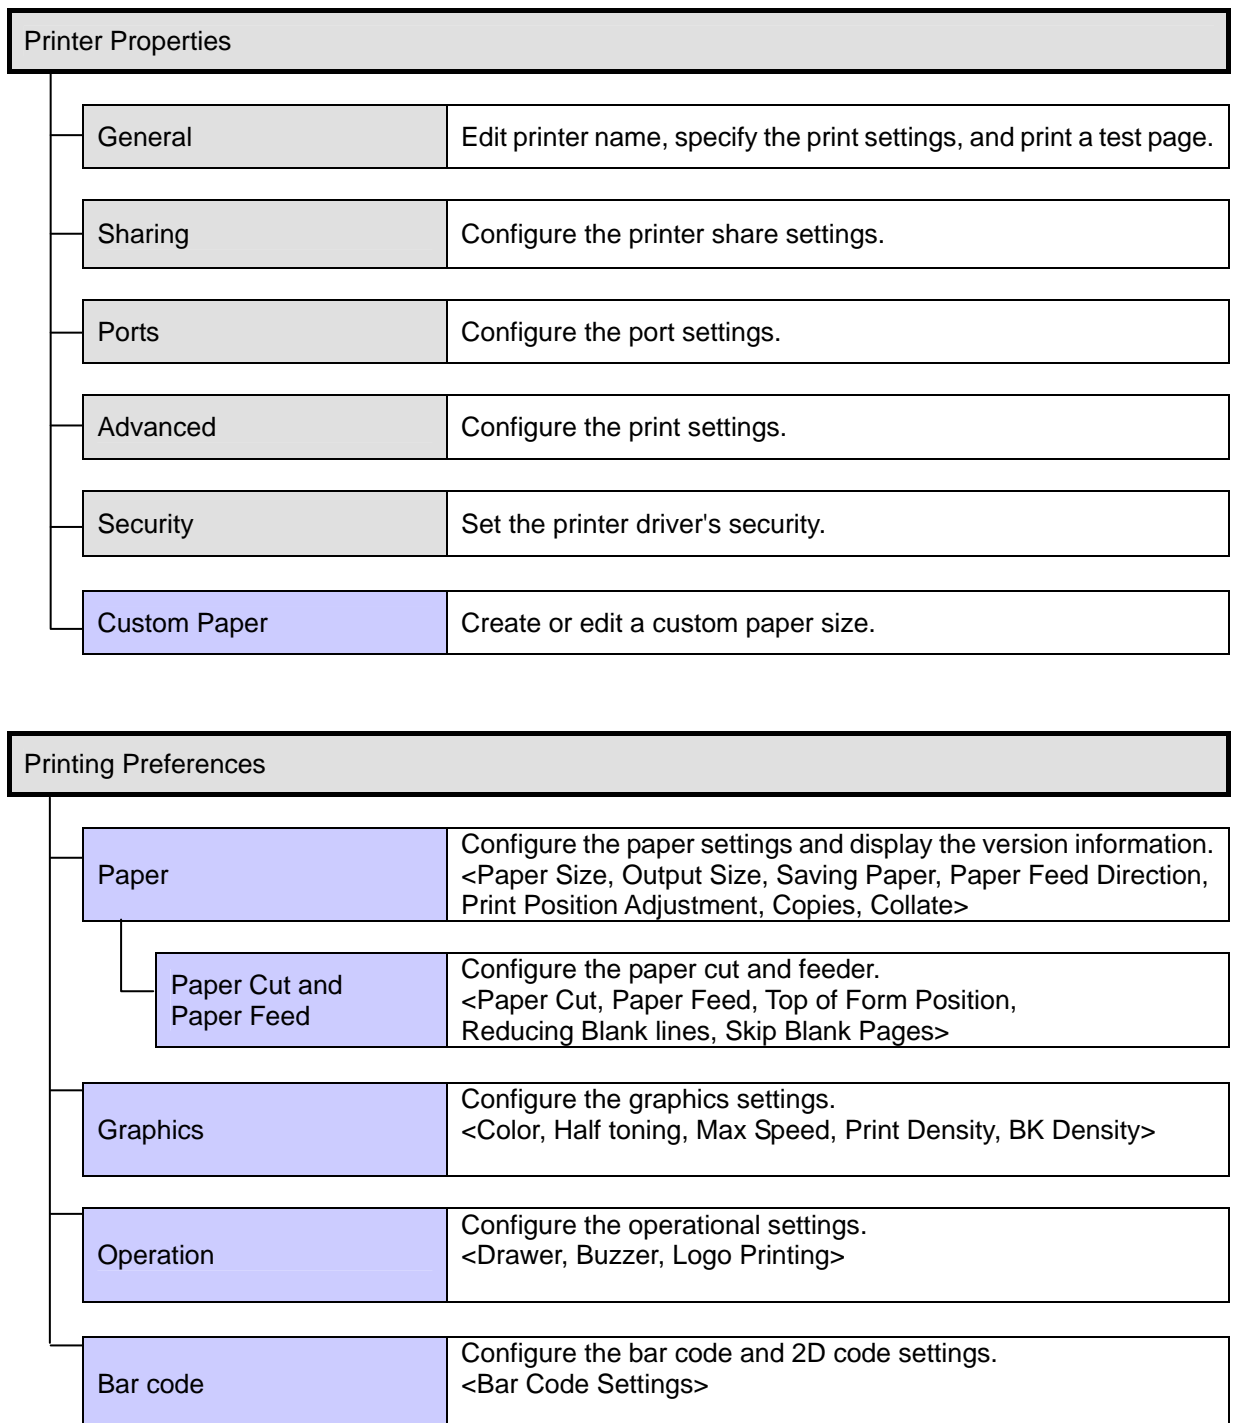 Printer Properties
General
Edit printer name, specify the print settings, and print a test page.
Sharing
Configure the printer share settings.
Ports
Configure the port settings.
Advanced
Configure the print settings.
Security
Set the printer driver's security.
Custom Paper
Create or edit a custom paper size.
Printing Preferences
Paper
Configure the paper settings and display the version information.
<Paper Size, Output Size, Saving Paper, Paper Feed Direction,
Print Position Adjustment, Copies, Collate>
Paper Cut and
Paper Feed
Configure the paper cut and feeder.
<Paper Cut, Paper Feed, Top of Form Position,
Reducing Blank lines, Skip Blank Pages>
Graphics
Configure the graphics settings.
<Color, Half toning, Max Speed, Print Density, BK Density>
Operation
Configure the operational settings.
<Drawer, Buzzer, Logo Printing>
Bar code
Configure the bar code and 2D code settings.
<Bar Code Settings>